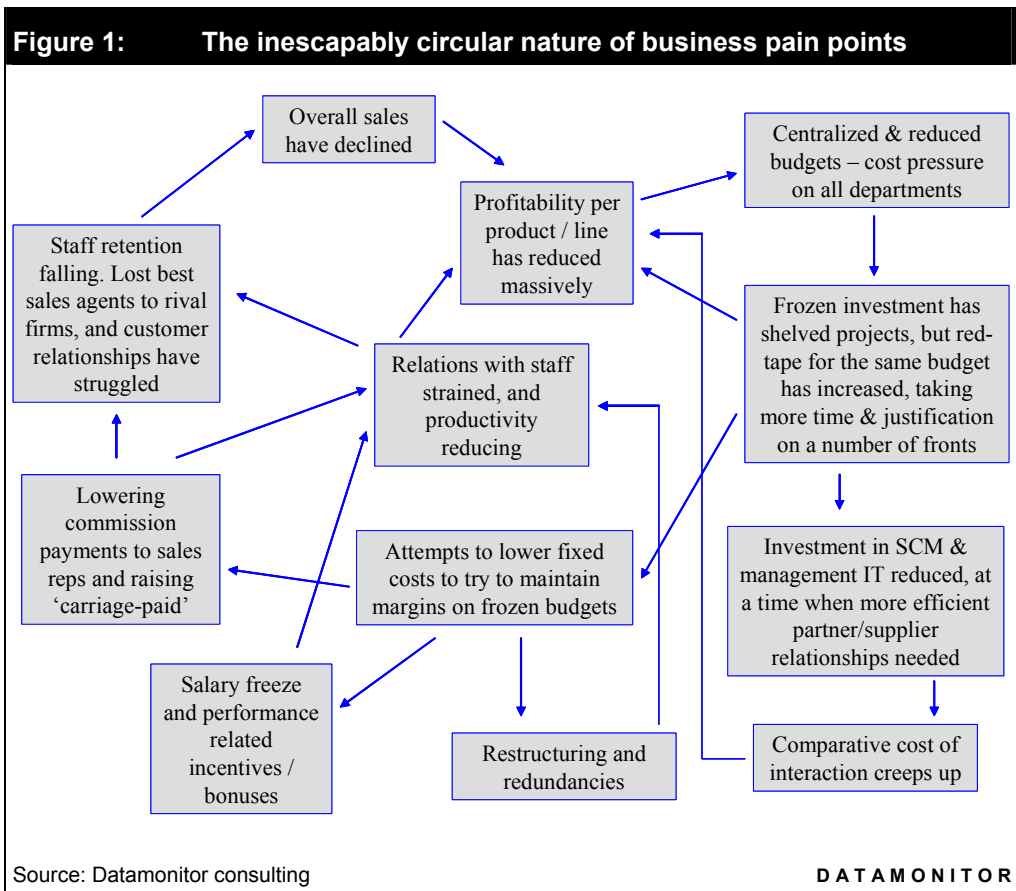 Figure 1: The inescapably circular nature of business pain points
Overall sales
have declined
Centralized & reduced
budgets – cost pressure
on all departments
Profitability per
product / line
has reduced
massively
Staff retention
falling. Lost best
sales agents to rival
firms, and customer
relationships have
struggled
Frozen investment has
shelved projects, but red-
tape for the same budget
has increased, taking
more time & justification
on a number of fronts
Relations with staff
strained, and
productivity
reducing
Lowering
commission
payments to sales
reps and raising
‘carriage-paid’
Attempts to lower fixed
costs to try to maintain
margins on frozen budgets
Investment in SCM &
management IT reduced, at
a time when more efficient
partner/supplier
relationships needed
Salary freeze
and performance
related
incentives /
bonuses
Restructuring and
redundancies
Comparative cost of
interaction creeps up
Source: Datamonitor consulting
DATAMONITOR